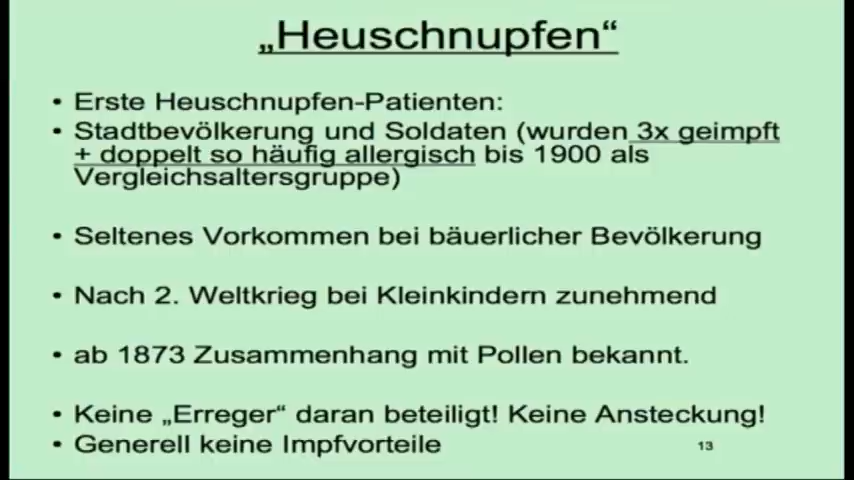 „Heuschnupfen“
• Erste Heuschnupfen-Patienten:
• Stadtbevölkerung und Soldaten (wurden 3x geimpft
+ doppelt so häufig allergisch bis 1900 als
Vergleichsaltersgruppe)
• Seltenes Vorkommen bei bäuerlicher Bevölkerung
• Nach 2. Weltkrieg bei Kleinkindern zunehmend
• ab 1873 Zusammenhang mit Pollen bekannt.
• Keine „Erreger“ daran beteiligt! Keine Ansteckung!
• Generell keine Impfvorteile
13